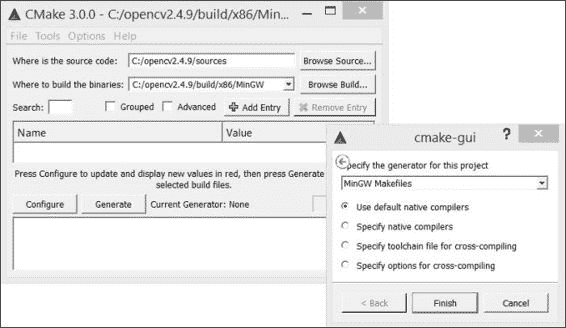 CMake 3.0.0 - C:/opencv2.4.9/build/x86/Min...
File Tools Options Help
Where is the source code: C:/opencv2.4.9/sources Browse Source...
Where to build the binaries: C:/opencv2.4.9/build/x86/MinGW Browse Build...
Search: Grouped Advanced Add Entry Remove Entry
Name Value
Press Configure to update and display new values in red, then press Generate
selected build files.
Configure Generate Current Generator: None
cmake-gui ?
pecify the generator for this project
MinGW Makefiles
Use default native compilers
Specify native compilers
Specify toolchain file for cross-compiling
Specify options for cross-compiling
< Back Finish Cancel